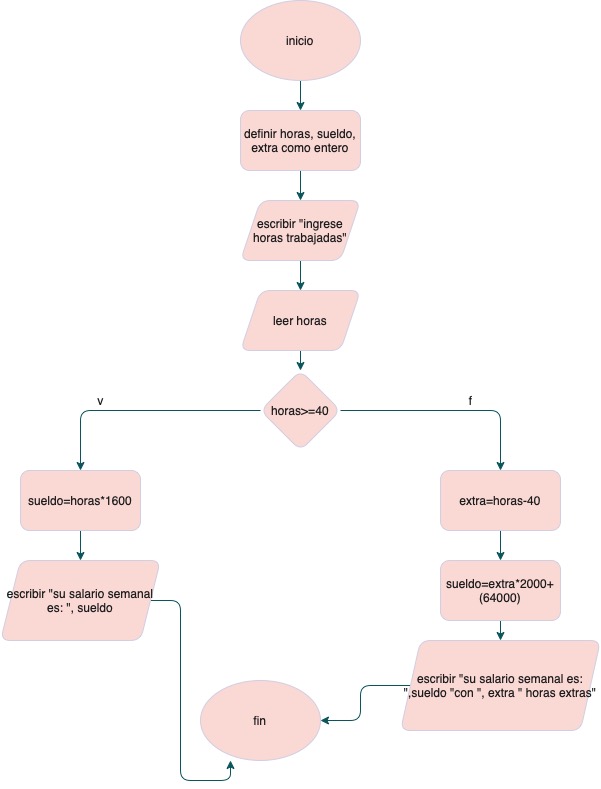 inicio
definir horas, sueldo,
extra como entero
escribir "ingrese
horas trabajadas"
leer horas
horas>=40
v
f
sueldo=horas*1600
escribir "su salario semanal
es: ", sueldo
extra=horas-40
sueldo=extra*2000+
(64000)
escribir "su salario semanal es:
",sueldo "con ", extra " horas extras"
fin